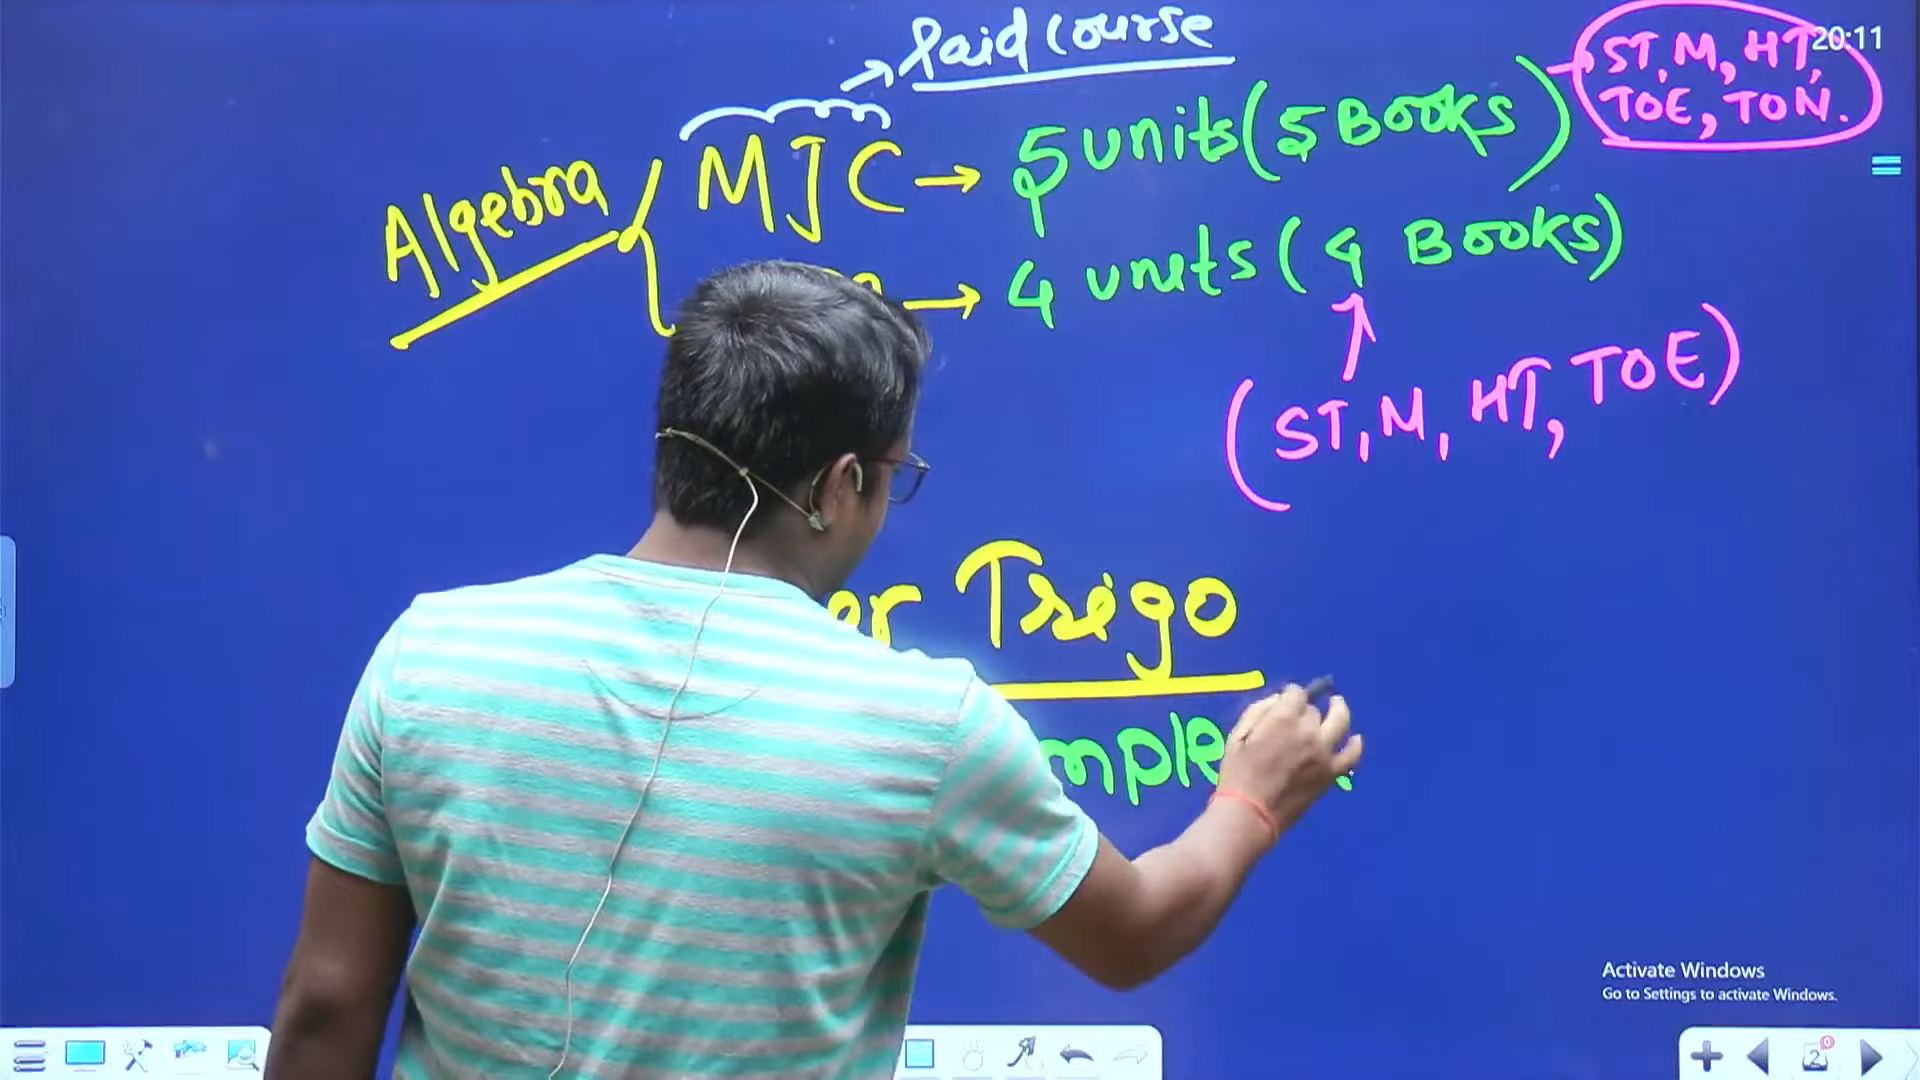 → Paid course
20:11
ST, M, HT,
TOE, TON.
Algebra
MJC → 5 units (5 Books)
→ 4 units (4 Books)
(ST, M, HT, TOE)
Trigo
Activate Windows
Go to Settings to activate Windows.
2